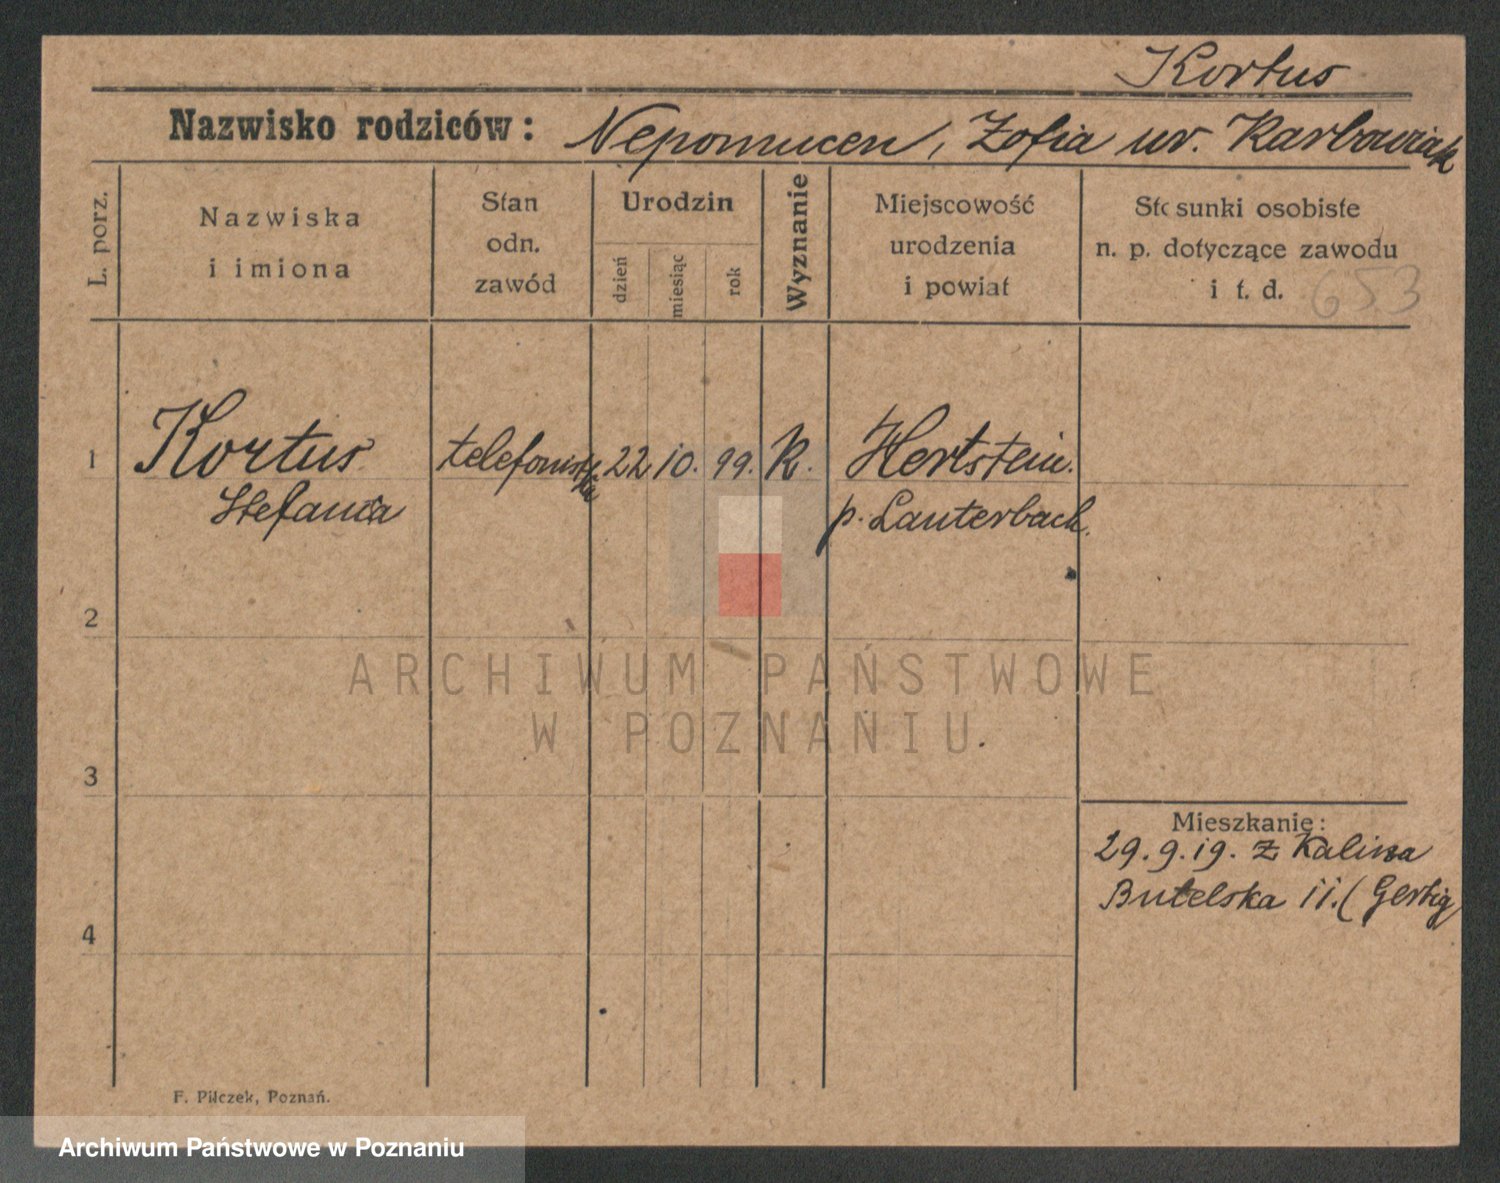 Kortus
Nazwisko rodziców: Nepomucen, Zofia ur. Karbowiak
L. porz.
Nazwiska
i imiona
Stan
odn.
zawód
Urodzin
dzień
miesiąc
rok
Wyznanie
Miejscowość
urodzenia
i powiat
Stosunki osobiste
n. p. dotyczące zawodu
i t. d.
653
1 Kortus telefonistka 22 10. 99. K. Hertstein.
Stefania p. Lauterbach.
2
ARCHIWUM PAŃSTWOWE
W POZNANIU.
3
Mieszkanie:
29.9.19. z Kalisza
Butelska 11. (Gertig
4
F. Pilczek, Poznań.
Archiwum Państwowe w Poznaniu